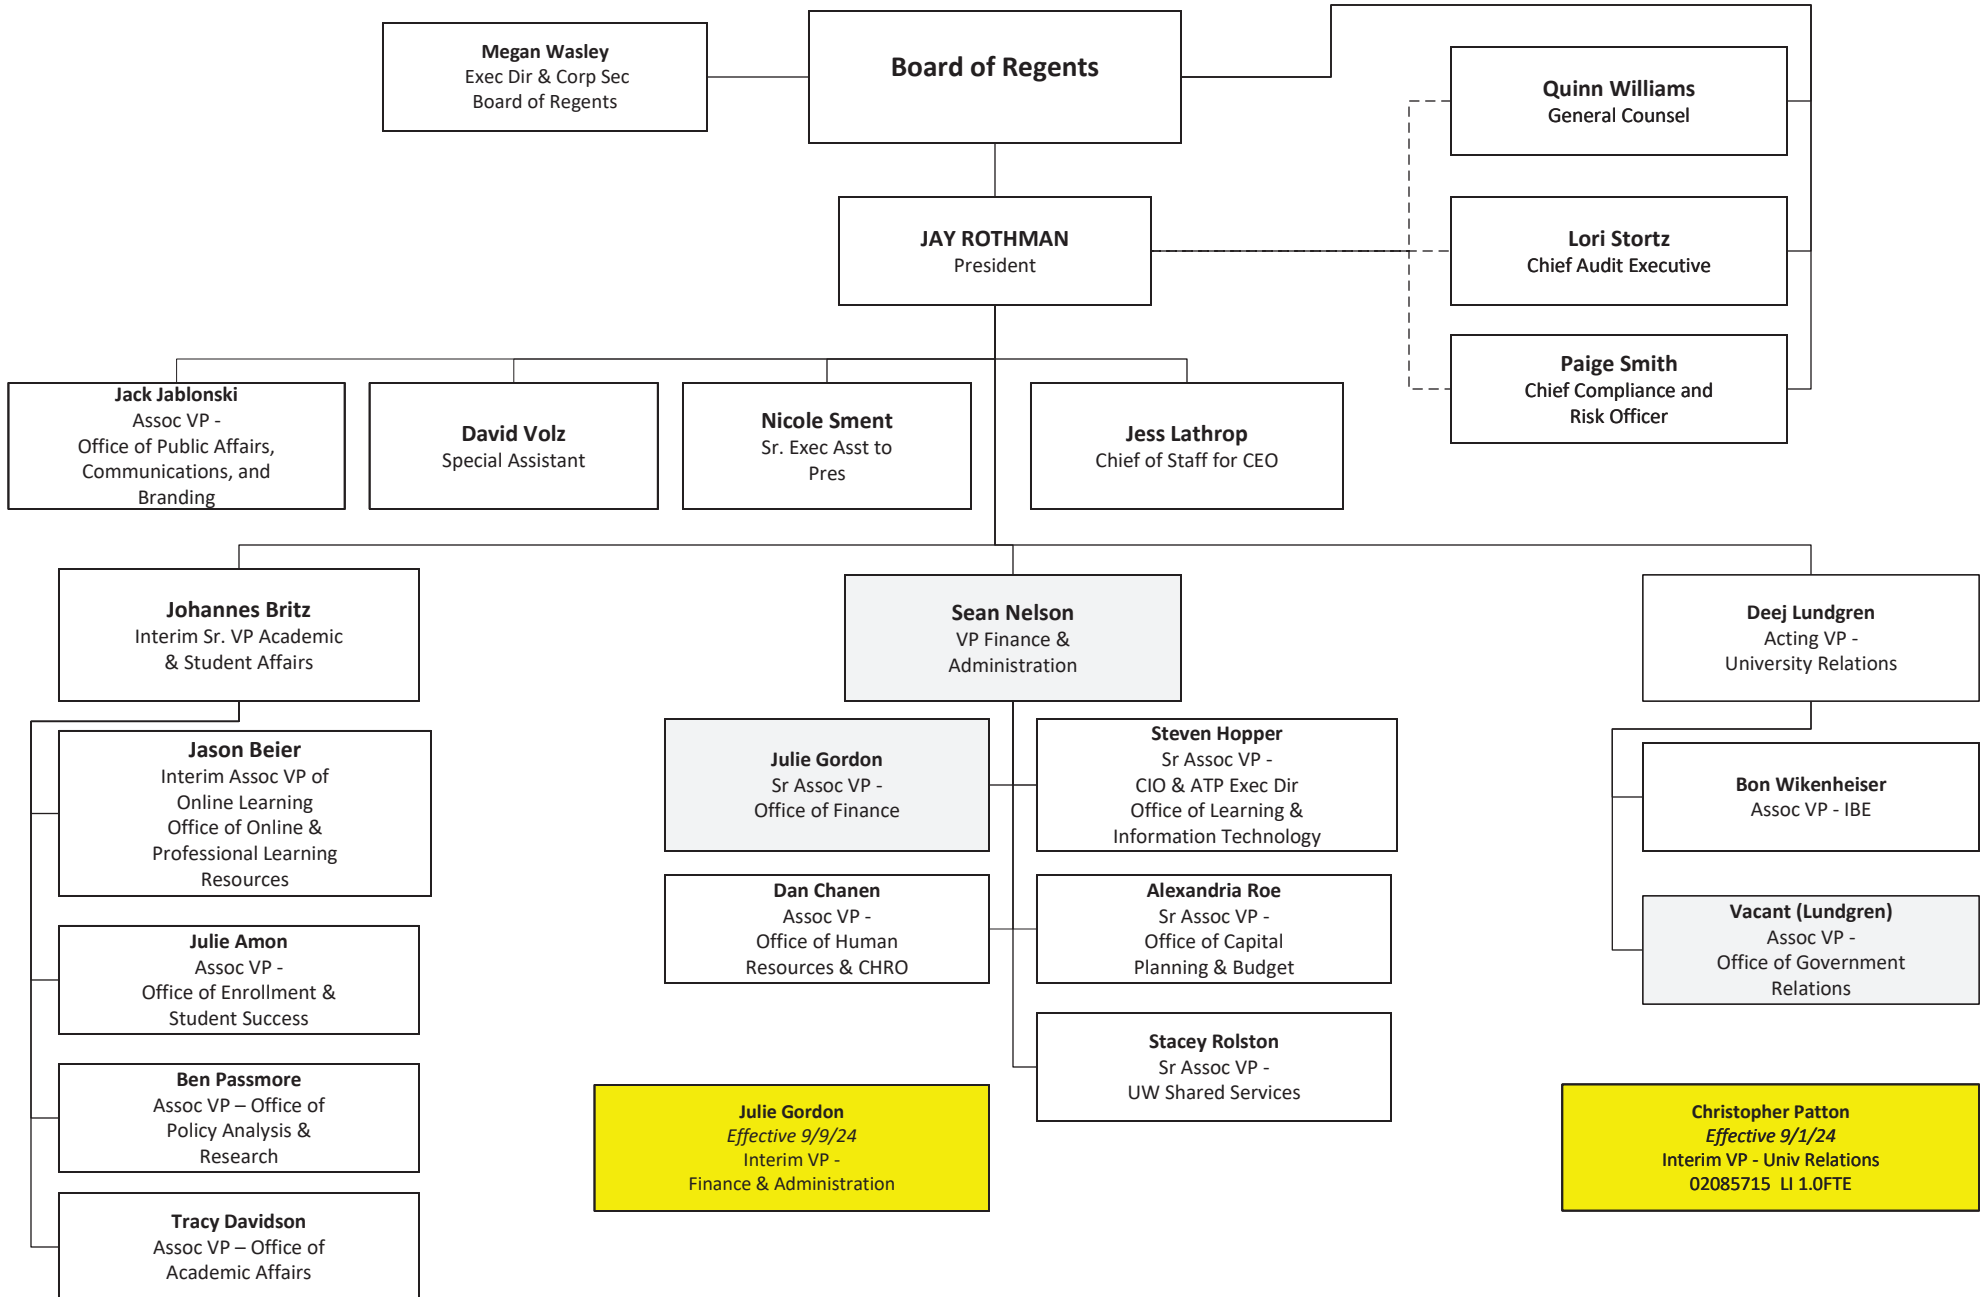 Megan Wasley
Exec Dir & Corp Sec
Board of Regents
Board of Regents
Quinn Williams
General Counsel
JAY ROTHMAN
President
Lori Stortz
Chief Audit Executive
Paige Smith
Chief Compliance and
Risk Officer
Jack Jablonski
Assoc VP -
Office of Public Affairs,
Communications, and
Branding
David Volz
Special Assistant
Nicole Sment
Sr. Exec Asst to
Pres
Jess Lathrop
Chief of Staff for CEO
Johannes Britz
Interim Sr. VP Academic
& Student Affairs
Sean Nelson
VP Finance &
Administration
Deej Lundgren
Acting VP -
University Relations
Jason Beier
Interim Assoc VP of
Online Learning
Office of Online &
Professional Learning
Resources
Julie Amon
Assoc VP -
Office of Enrollment &
Student Success
Ben Passmore
Assoc VP – Office of
Policy Analysis &
Research
Tracy Davidson
Assoc VP – Office of
Academic Affairs
Julie Gordon
Sr Assoc VP -
Office of Finance
Steven Hopper
Sr Assoc VP -
CIO & ATP Exec Dir
Office of Learning &
Information Technology
Dan Chanen
Assoc VP -
Office of Human
Resources & CHRO
Alexandria Roe
Sr Assoc VP -
Office of Capital
Planning & Budget
Stacey Rolston
Sr Assoc VP -
UW Shared Services
Julie Gordon
Effective 9/9/24
Interim VP -
Finance & Administration
Bon Wikenheiser
Assoc VP - IBE
Vacant (Lundgren)
Assoc VP -
Office of Government
Relations
Christopher Patton
Effective 9/1/24
Interim VP - Univ Relations
02085715 LI 1.0FTE